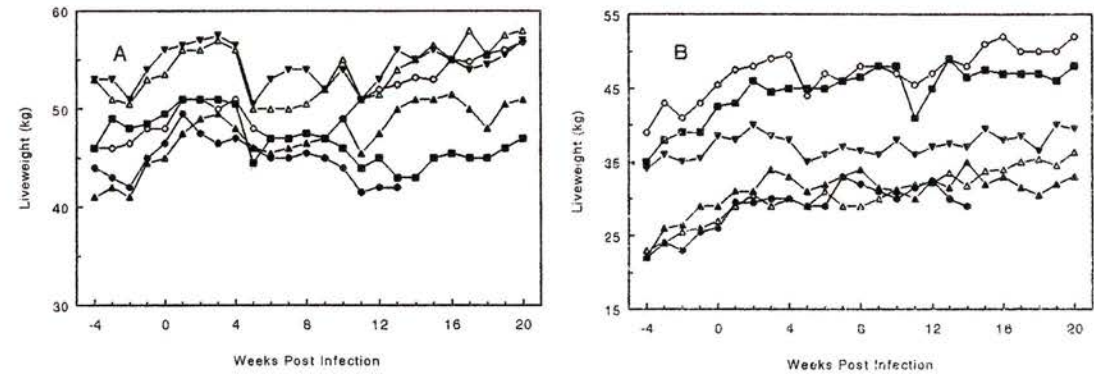 A
Liveweight (kg)
60
50
40
30
-4 0 4 8 12 16 20
Weeks Post Infection
B
Liveweight (kg)
55
45
35
25
15
-4 0 4 8 12 16 20
Weeks Post Infection